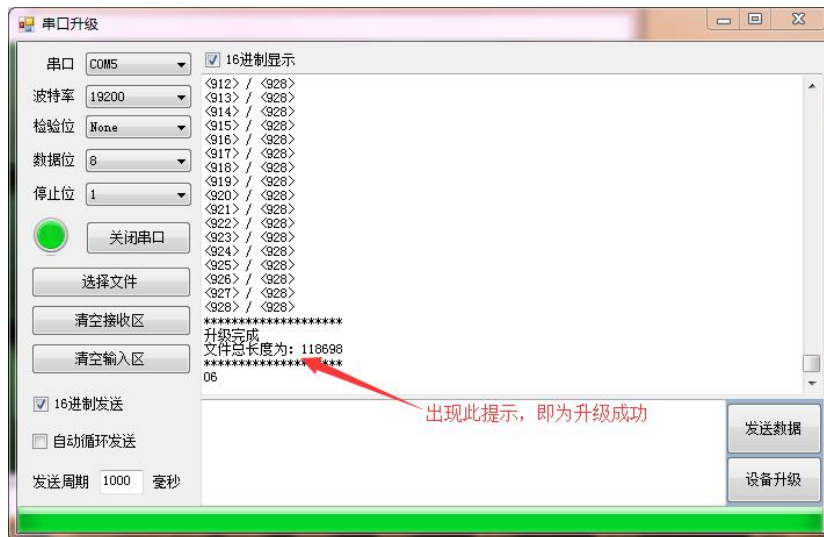 串口升级
串口 COM5
16进制显示
波特率 19200
检验位 None
数据位 8
停止位 1
关闭串口
选择文件
清空接收区
清空输入区
16进制发送
自动循环发送
发送周期 1000 毫秒
<912> / <928>
<913> / <928>
<914> / <928>
<915> / <928>
<916> / <928>
<917> / <928>
<918> / <928>
<919> / <928>
<920> / <928>
<921> / <928>
<922> / <928>
<923> / <928>
<924> / <928>
<925> / <928>
<926> / <928>
<927> / <928>
<928> / <928>
********************
升级完成
文件总长度为: 118698
********************
06
出现此提示，即为升级成功
发送数据
设备升级